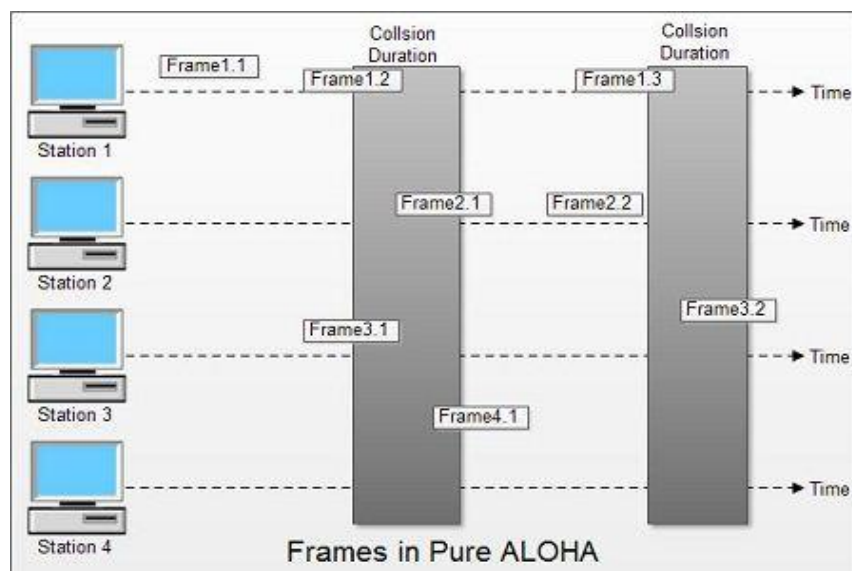 Collsion
Duration
Collsion
Duration
Frame1.1
Frame1.2
Frame1.3
Time
Station 1
Frame2.1
Frame2.2
Time
Station 2
Frame3.1
Frame3.2
Time
Station 3
Frame4.1
Time
Station 4
Frames in Pure ALOHA